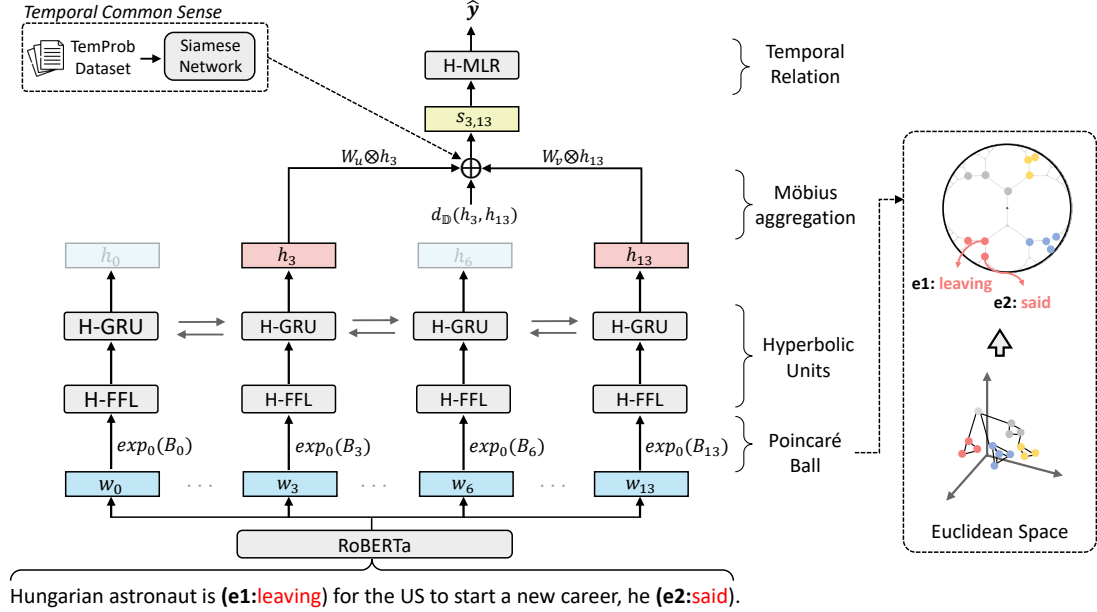 Temporal Common Sense
TemProb
Dataset
Siamese
Network
ŷ
H-MLR
Temporal
Relation
s₃,₁₃
W_u⊗h₃
W_v⊗h₁₃
d_𝔻(h₃, h₁₃)
Möbius
aggregation
h₀
h₃
h₆
h₁₃
H-GRU
H-GRU
H-GRU
H-GRU
Hyperbolic
Units
H-FFL
H-FFL
H-FFL
H-FFL
exp₀(B₀)
exp₀(B₃)
exp₀(B₆)
exp₀(B₁₃)
Poincaré
Ball
w₀
. . .
w₃
. . .
w₆
. . .
w₁₃
RoBERTa
Hungarian astronaut is (e1:leaving) for the US to start a new career, he (e2:said).
e1: leaving
e2: said
Euclidean Space